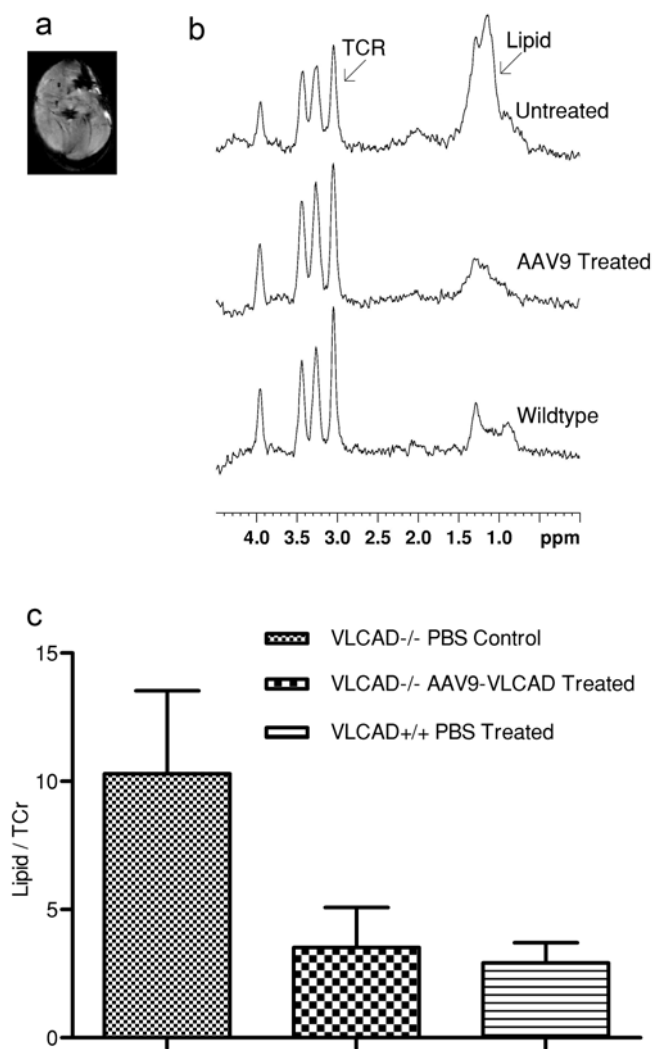 a
b
TCR
Lipid
Untreated
AAV9 Treated
Wildtype
4.0 3.5 3.0 2.5 2.0 1.5 1.0 ppm
c
VLCAD-/- PBS Control
VLCAD-/- AAV9-VLCAD Treated
VLCAD+/+ PBS Treated
15
10
5
0
Lipid / TCr